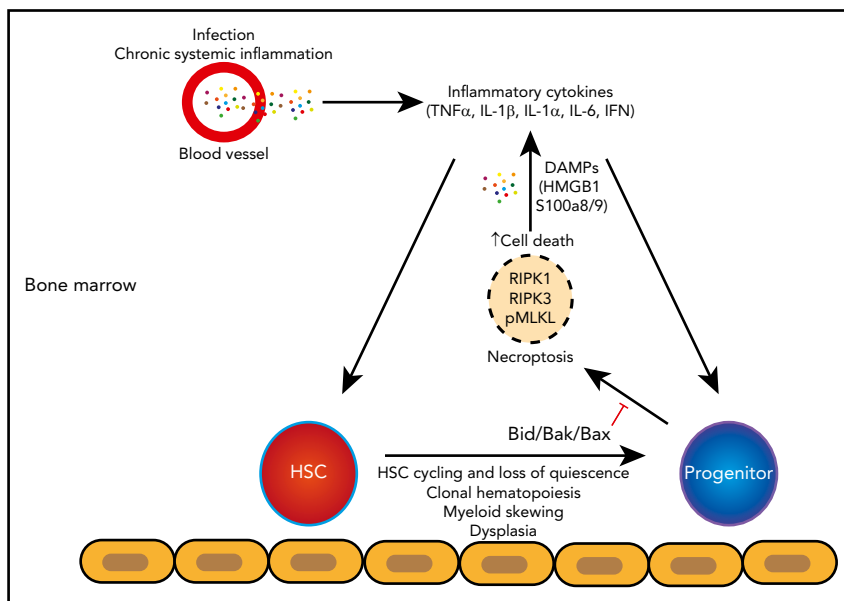 Infection
Chronic systemic inflammation
Blood vessel
Inflammatory cytokines
(TNFα, IL-1β, IL-1α, IL-6, IFN)
DAMPs
(HMGB1
S100a8/9)
↑Cell death
RIPK1
RIPK3
pMLKL
Necroptosis
Bone marrow
Bid/Bak/Bax
HSC
Progenitor
HSC cycling and loss of quiescence
Clonal hematopoiesis
Myeloid skewing
Dysplasia